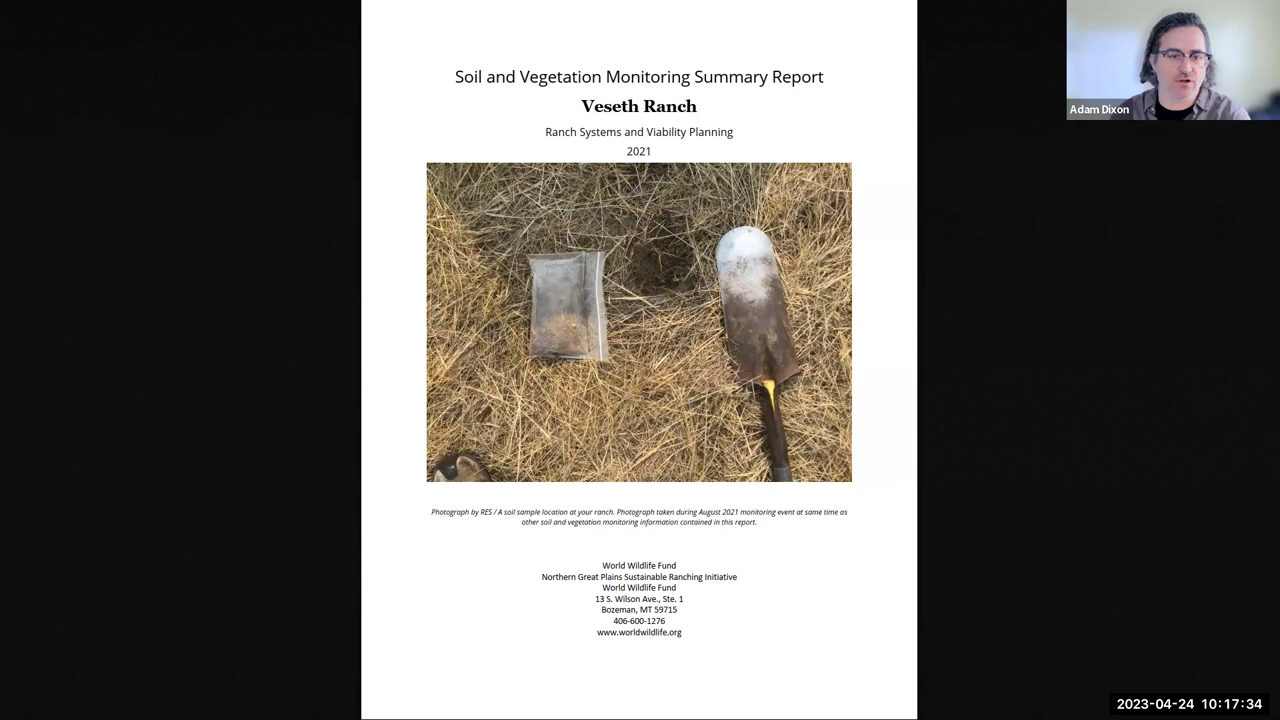 Soil and Vegetation Monitoring Summary Report
Veseth Ranch
Ranch Systems and Viability Planning
2021
Photograph by RES / A soil sample location at your ranch. Photograph taken during August 2021 monitoring event at same time as
other soil and vegetation monitoring information contained in this report.
World Wildlife Fund
Northern Great Plains Sustainable Ranching Initiative
World Wildlife Fund
13 S. Wilson Ave., Ste. 1
Bozeman, MT 59715
406-600-1276
www.worldwildlife.org
Adam Dixon
2023-04-24 10:17:34